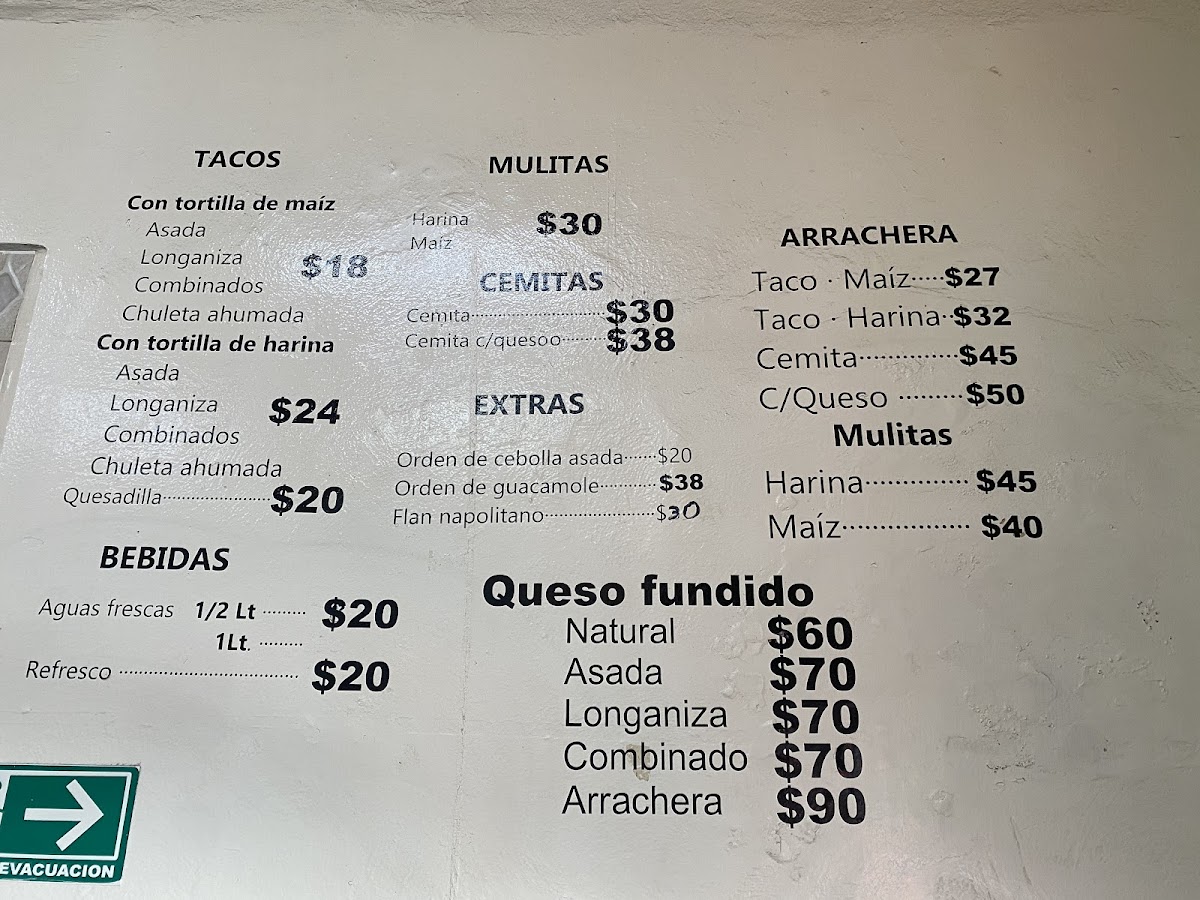 TACOS
Con tortilla de maíz
Asada
Longaniza
$18
Combinados
Chuleta ahumada
Con tortilla de harina
Asada
Longaniza
$24
Combinados
Chuleta ahumada
Quesadilla························$20
BEBIDAS
Aguas frescas 1/2 Lt ········· $20
1Lt. ·········
Refresco ··································· $20
MULITAS
Harina $30
Maíz
CEMITAS
Cemita·····························$30
Cemita c/quesoo··········$38
EXTRAS
Orden de cebolla asada·······$20
Orden de guacamole············$38
Flan napolitano·······················$30
ARRACHERA
Taco · Maíz·····$27
Taco · Harina··$32
Cemita·············$45
C/Queso ·········$50
Mulitas
Harina·············· $45
Maíz················· $40
Queso fundido
Natural $60
Asada $70
Longaniza $70
Combinado $70
Arrachera $90
EVACUACION